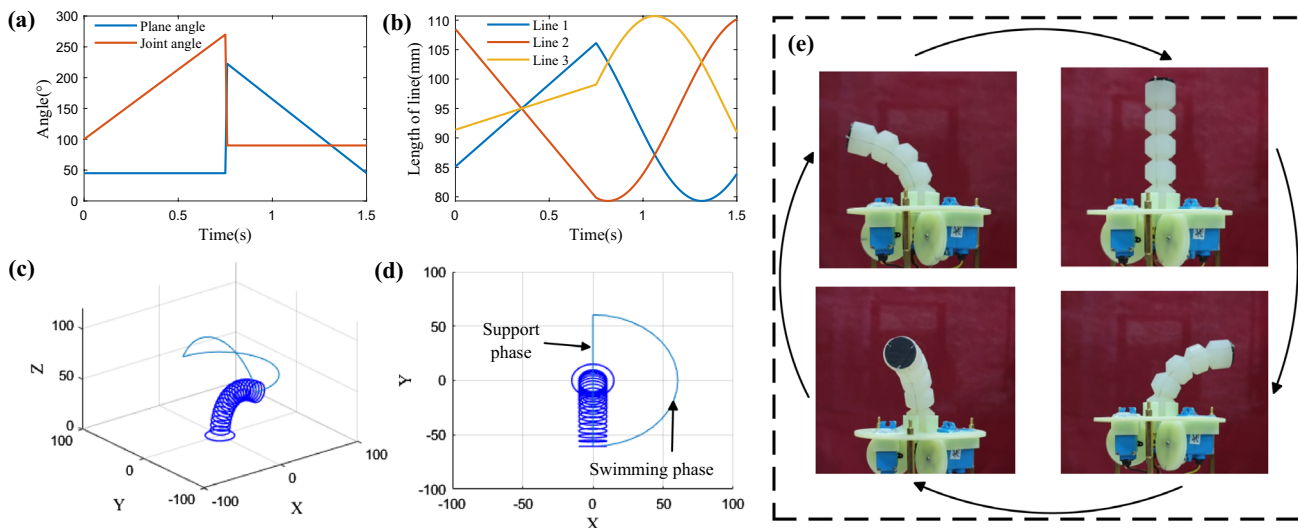 (a)
300
250
200
150
100
50
0
Angle(°)
Plane angle
Joint angle
0
0.5
1
1.5
Time(s)
(b)
110
105
100
95
90
85
80
Length of line(mm)
Line 1
Line 2
Line 3
0
0.5
1
1.5
Time(s)
(c)
100
50
0
Z
100
0
-100
Y
-100
0
100
X
(d)
100
50
0
-50
-100
Y
Support
phase
Swimming phase
-100
-50
0
50
100
X
(e)